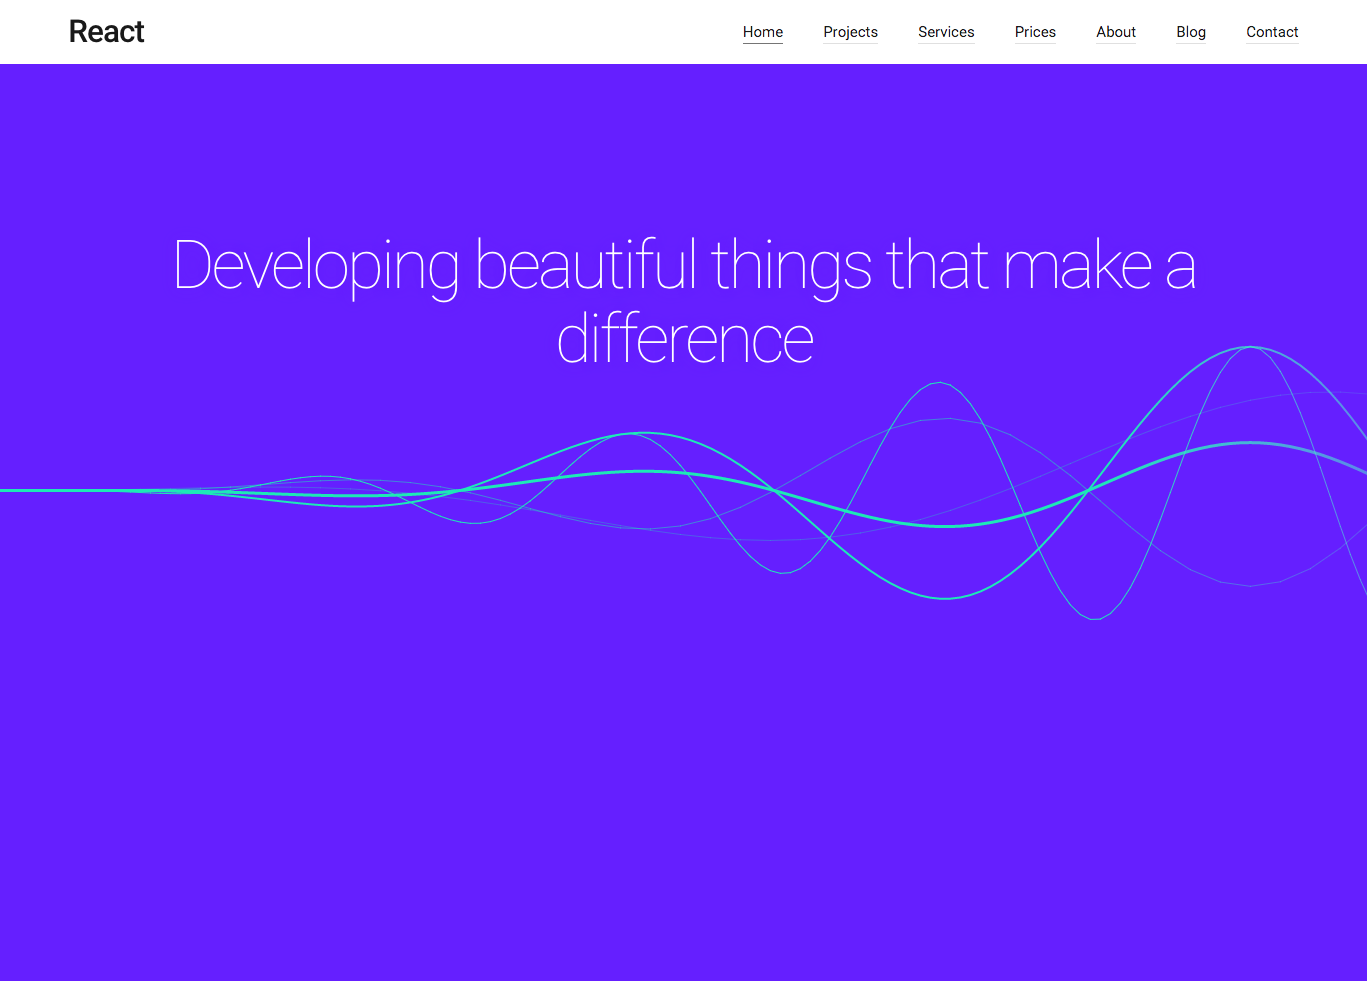 React
Home Projects Services Prices About Blog Contact
Developing beautiful things that make a
difference